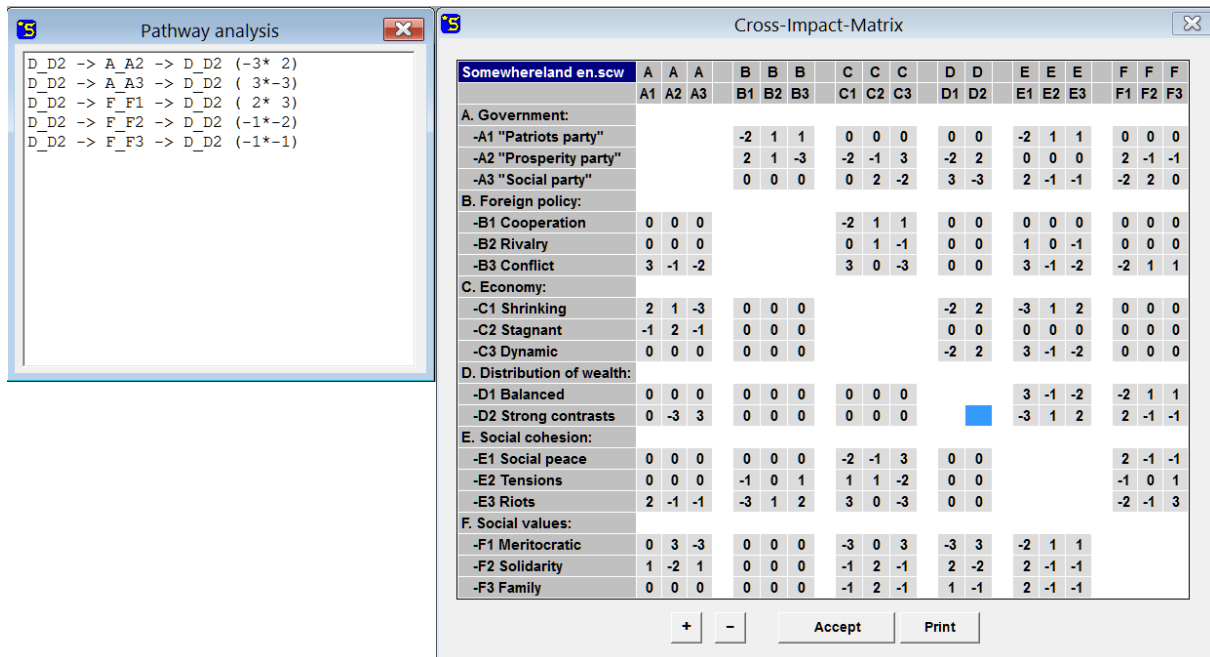 Pathway analysis
D_D2 -> A_A2 -> D_D2 (-3* 2)
D_D2 -> A_A3 -> D_D2 ( 3*-3)
D_D2 -> F_F1 -> D_D2 ( 2* 3)
D_D2 -> F_F2 -> D_D2 (-1*-2)
D_D2 -> F_F3 -> D_D2 (-1*-1)
Cross-Impact-Matrix
Somewhereland en.scw A A A B B B C C C D D E E E F F F
A1 A2 A3 B1 B2 B3 C1 C2 C3 D1 D2 E1 E2 E3 F1 F2 F3
A. Government:
-A1 "Patriots party" -2 1 1 0 0 0 0 0 -2 1 1 0 0 0
-A2 "Prosperity party" 2 1 -3 -2 -1 3 -2 2 0 0 0 2 -1 -1
-A3 "Social party" 0 0 0 0 2 -2 3 -3 2 -1 -1 -2 2 0
B. Foreign policy:
-B1 Cooperation 0 0 0 -2 1 1 0 0 0 0 0 0 0 0
-B2 Rivalry 0 0 0 0 1 -1 0 0 1 0 -1 0 0 0
-B3 Conflict 3 -1 -2 3 0 -3 0 0 3 -1 -2 -2 1 1
C. Economy:
-C1 Shrinking 2 1 -3 0 0 0 -2 2 -3 1 2 0 0 0
-C2 Stagnant -1 2 -1 0 0 0 0 0 0 0 0 0 0 0
-C3 Dynamic 0 0 0 0 0 0 -2 2 3 -1 -2 0 0 0
D. Distribution of wealth:
-D1 Balanced 0 0 0 0 0 0 0 0 0 3 -1 -2 -2 1 1
-D2 Strong contrasts 0 -3 3 0 0 0 0 0 0 -3 1 2 2 -1 -1
E. Social cohesion:
-E1 Social peace 0 0 0 0 0 0 -2 -1 3 0 0 2 -1 -1
-E2 Tensions 0 0 0 -1 0 1 1 1 -2 0 0 -1 0 1
-E3 Riots 2 -1 -1 -3 1 2 3 0 -3 0 0 -2 -1 3
F. Social values:
-F1 Meritocratic 0 3 -3 0 0 0 -3 0 3 -3 3 -2 1 1
-F2 Solidarity 1 -2 1 0 0 0 -1 2 -1 2 -2 2 -1 -1
-F3 Family 0 0 0 0 0 0 -1 2 -1 1 -1 2 -1 -1
+ - Accept Print